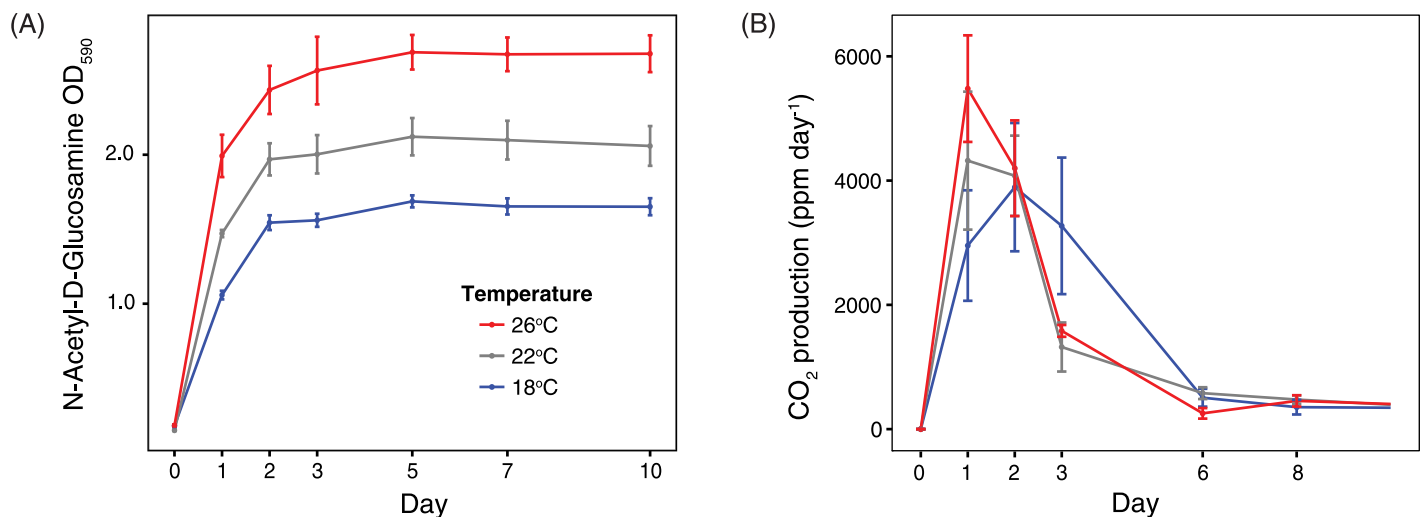 (A)
N-Acetyl-D-Glucosamine OD590
2.0
1.0
Temperature
26°C
22°C
18°C
0 1 2 3 5 7 10
Day
(B)
CO2 production (ppm day-1)
6000
4000
2000
0
0 1 2 3 6 8
Day